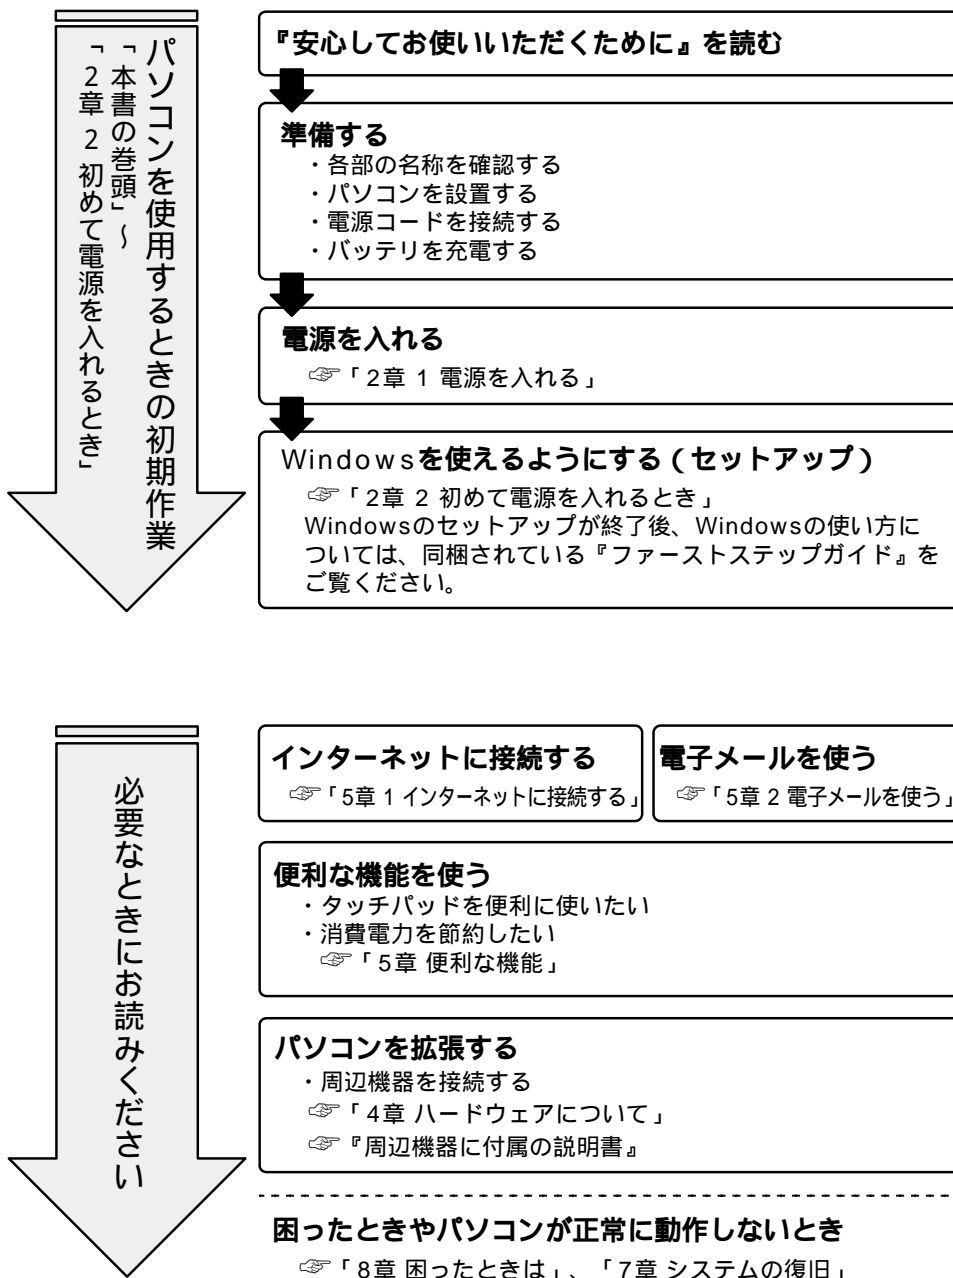 パソコンを使用するときの初期作業
「本書の巻頭」～
「2章 2 初めて電源を入れるとき」
『安心してお使いいただくために』を読む
準備する
・各部の名称を確認する
・パソコンを設置する
・電源コードを接続する
・バッテリを充電する
電源を入れる
☞「2章 1 電源を入れる」
Windowsを使えるようにする（セットアップ）
☞「2章 2 初めて電源を入れるとき」
Windowsのセットアップが終了後、Windowsの使い方に
ついては、同梱されている『ファーストステップガイド』を
ご覧ください。
必要なときにお読みください
インターネットに接続する
☞「5章 1 インターネットに接続する」
電子メールを使う
☞「5章 2 電子メールを使う」
便利な機能を使う
・タッチパッドを便利に使いたい
・消費電力を節約したい
☞「5章 便利な機能」
パソコンを拡張する
・周辺機器を接続する
☞「4章 ハードウェアについて」
☞『周辺機器に付属の説明書』
困ったときやパソコンが正常に動作しないとき
☞「8章 困ったときは」、「7章 システムの復旧」